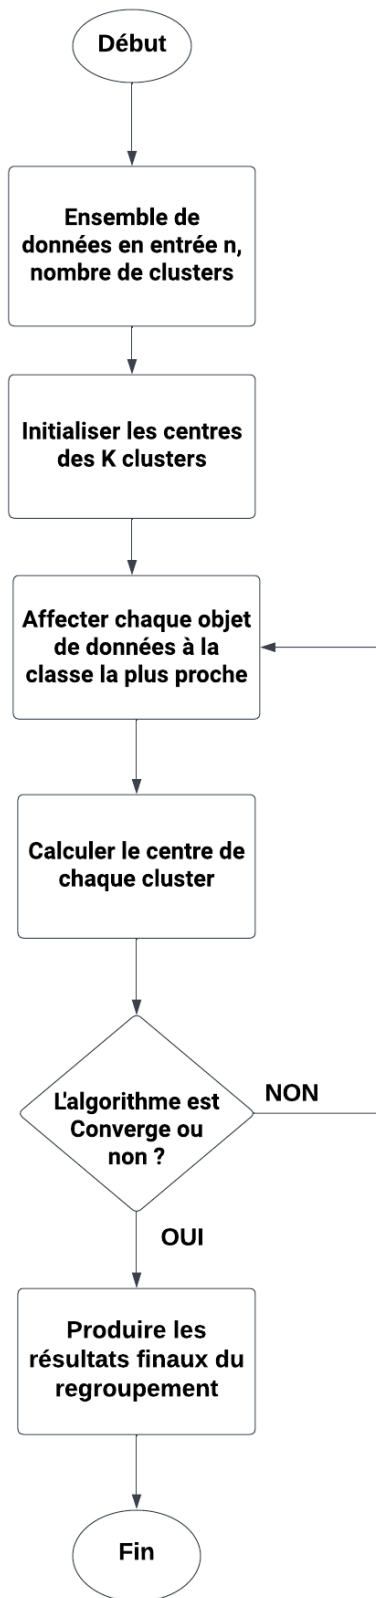 Début
Ensemble de
données en entrée n,
nombre de clusters
Initialiser les centres
des K clusters
Affecter chaque objet
de données à la
classe la plus proche
Calculer le centre de
chaque cluster
L'algorithme est
Converge ou
non ?
NON
OUI
Produire les
résultats finaux du
regroupement
Fin